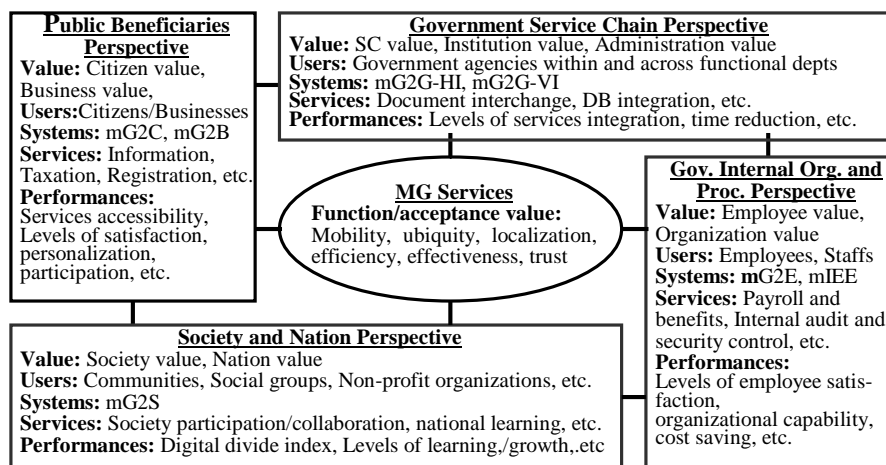 Public Beneficiaries
Perspective
Value: Citizen value,
Business value,
Users:Citizens/Businesses
Systems: mG2C, mG2B
Services: Information,
Taxation, Registration, etc.
Performances:
Services accessibility,
Levels of satisfaction,
personalization,
participation, etc.
Government Service Chain Perspective
Value: SC value, Institution value, Administration value
Users: Government agencies within and across functional depts
Systems: mG2G-HI, mG2G-VI
Services: Document interchange, DB integration, etc.
Performances: Levels of services integration, time reduction, etc.
MG Services
Function/acceptance value:
Mobility, ubiquity, localization,
efficiency, effectiveness, trust
Gov. Internal Org. and
Proc. Perspective
Value: Employee value,
Organization value
Users: Employees, Staffs
Systems: mG2E, mIEE
Services: Payroll and
benefits, Internal audit and
security control, etc.
Performances:
Levels of employee satis-
faction,
organizational capability,
cost saving, etc.
Society and Nation Perspective
Value: Society value, Nation value
Users: Communities, Social groups, Non-profit organizations, etc.
Systems: mG2S
Services: Society participation/collaboration, national learning, etc.
Performances: Digital divide index, Levels of learning,/growth,.etc